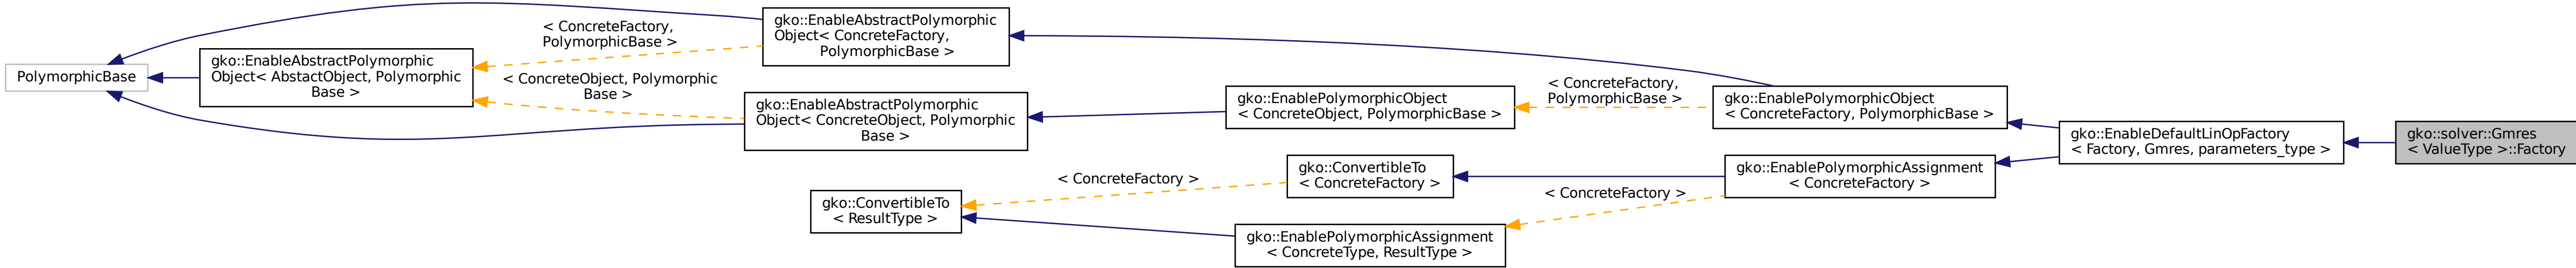 PolymorphicBase
gko::EnableAbstractPolymorphic
Object< AbstactObject, Polymorphic
Base >
< ConcreteFactory,
PolymorphicBase >
< ConcreteObject, Polymorphic
Base >
gko::EnableAbstractPolymorphic
Object< ConcreteFactory,
PolymorphicBase >
gko::EnableAbstractPolymorphic
Object< ConcreteObject, Polymorphic
Base >
gko::ConvertibleTo
< ResultType >
< ConcreteFactory >
gko::EnablePolymorphicObject
< ConcreteObject, PolymorphicBase >
gko::ConvertibleTo
< ConcreteFactory >
gko::EnablePolymorphicAssignment
< ConcreteType, ResultType >
< ConcreteFactory,
PolymorphicBase >
< ConcreteFactory >
gko::EnablePolymorphicObject
< ConcreteFactory, PolymorphicBase >
gko::EnablePolymorphicAssignment
< ConcreteFactory >
gko::EnableDefaultLinOpFactory
< Factory, Gmres, parameters_type >
gko::solver::Gmres
< ValueType >::Factory